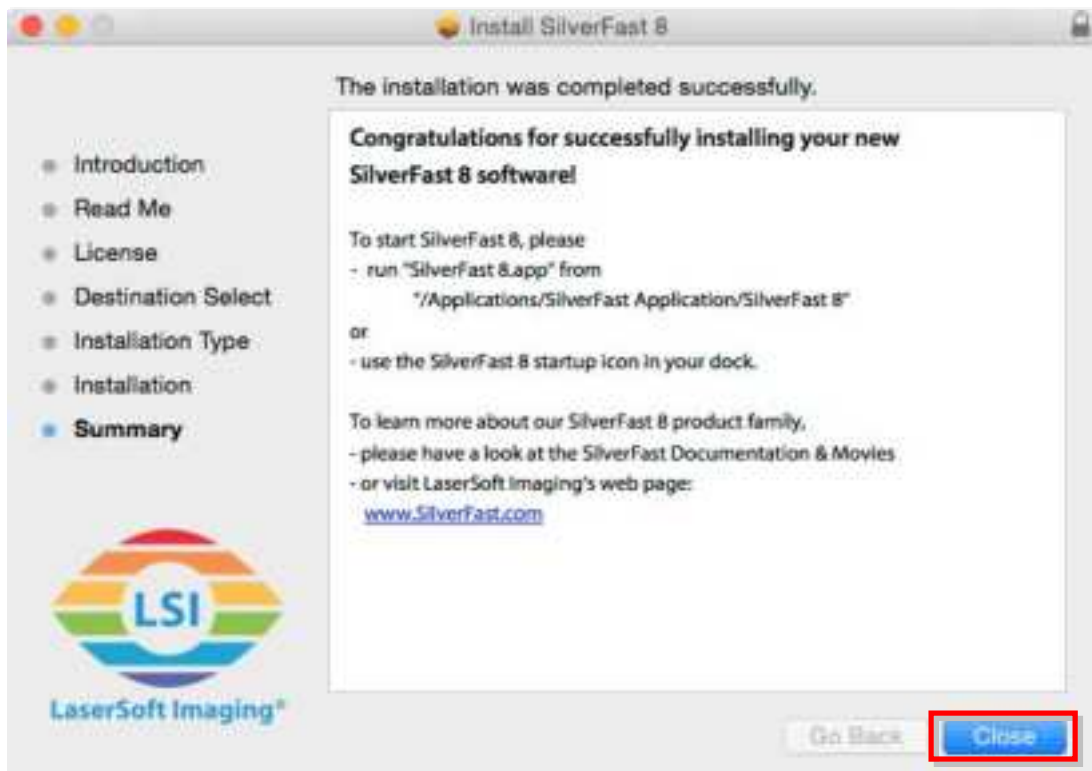 Install SilverFast 8
The installation was completed successfully.
Introduction
Read Me
License
Destination Select
Installation Type
Installation
Summary
Congratulations for successfully installing your new
SilverFast 8 software!
To start SilverFast 8, please
- run "SilverFast 8.app" from
"/Applications/SilverFast Application/SilverFast 8"
or
- use the SilverFast 8 startup icon in your dock.
To learn more about our SilverFast 8 product family,
- please have a look at the SilverFast Documentation & Movies
- or visit LaserSoft Imaging's web page:
www.SilverFast.com
LSI
LaserSoft Imaging®
Go Back
Close